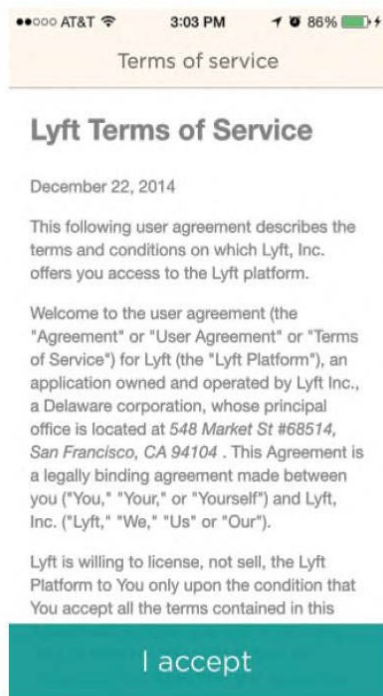 AT&T 3:03 PM 86%
Terms of service
Lyft Terms of Service
December 22, 2014
This following user agreement describes the
terms and conditions on which Lyft, Inc.
offers you access to the Lyft platform.
Welcome to the user agreement (the
"Agreement" or "User Agreement" or "Terms
of Service") for Lyft (the "Lyft Platform"), an
application owned and operated by Lyft Inc.,
a Delaware corporation, whose principal
office is located at 548 Market St #68514,
San Francisco, CA 94104 . This Agreement is
a legally binding agreement made between
you ("You," "Your," or "Yourself") and Lyft,
Inc. ("Lyft," "We," "Us" or "Our").
Lyft is willing to license, not sell, the Lyft
Platform to You only upon the condition that
You accept all the terms contained in this
I accept